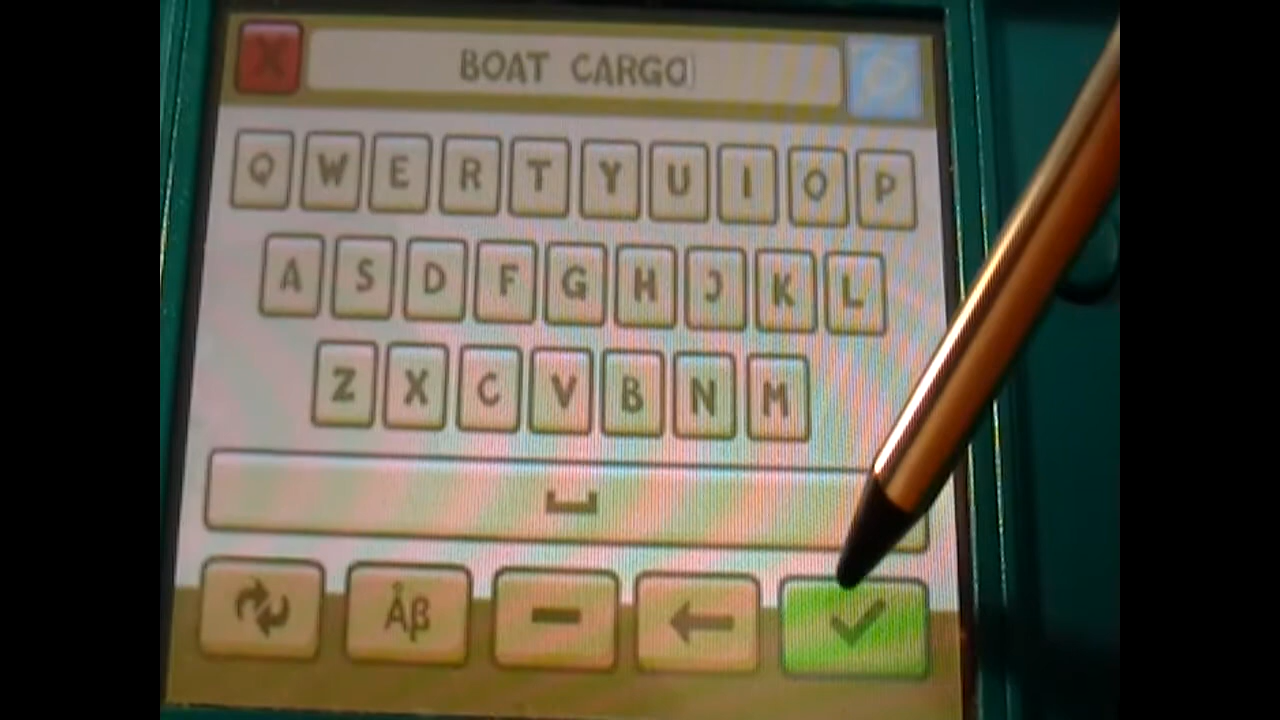 X BOAT CARGO
Q W E R T Y U I O P
A S D F G H J K L
Z X C V B N M
Åβ